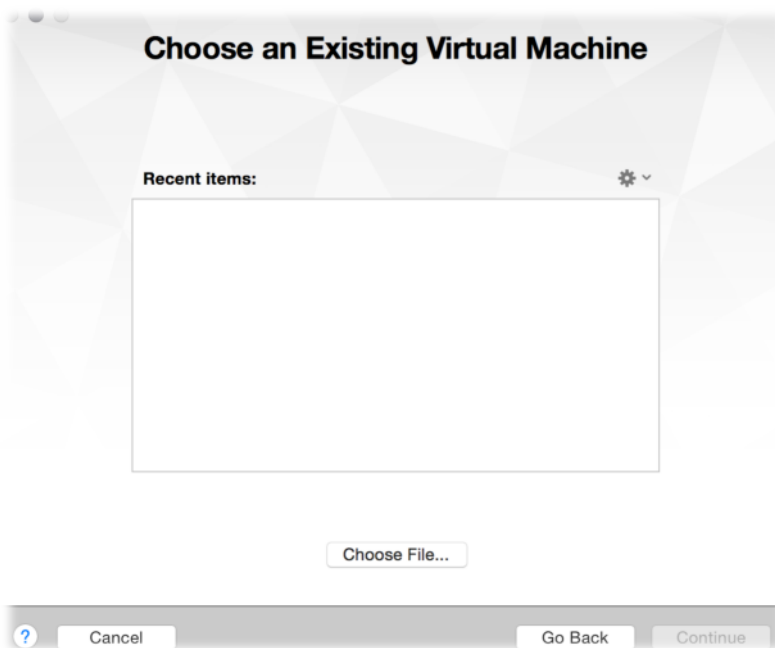 Choose an Existing Virtual Machine
Recent items:
Choose File...
?
Cancel
Go Back
Continue